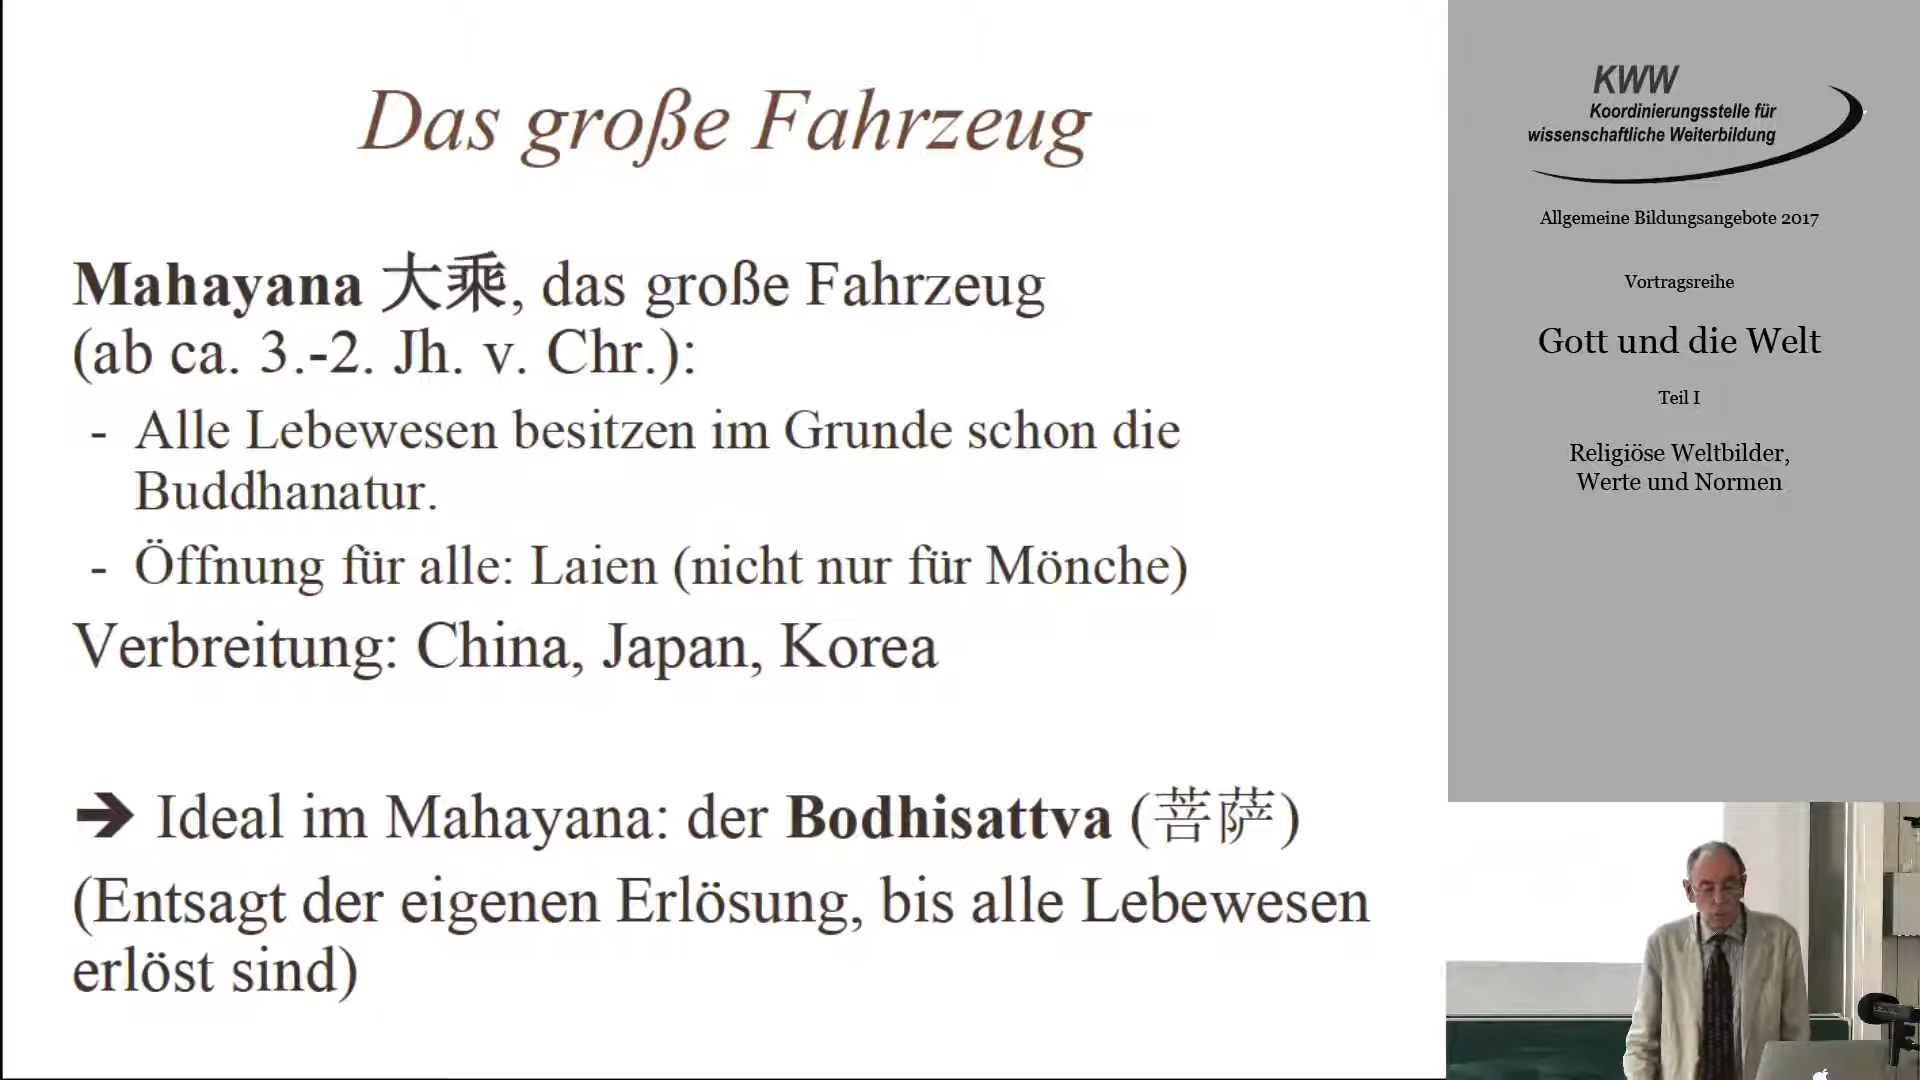 Das große Fahrzeug
Mahayana 大乘, das große Fahrzeug
(ab ca. 3.-2. Jh. v. Chr.):
- Alle Lebewesen besitzen im Grunde schon die
Buddhanatur.
- Öffnung für alle: Laien (nicht nur für Mönche)
Verbreitung: China, Japan, Korea
➔ Ideal im Mahayana: der Bodhisattva (菩萨)
(Entsagt der eigenen Erlösung, bis alle Lebewesen
erlöst sind)
KWW
Koordinierungsstelle für
wissenschaftliche Weiterbildung
Allgemeine Bildungsangebote 2017
Vortragsreihe
Gott und die Welt
Teil I
Religiöse Weltbilder,
Werte und Normen